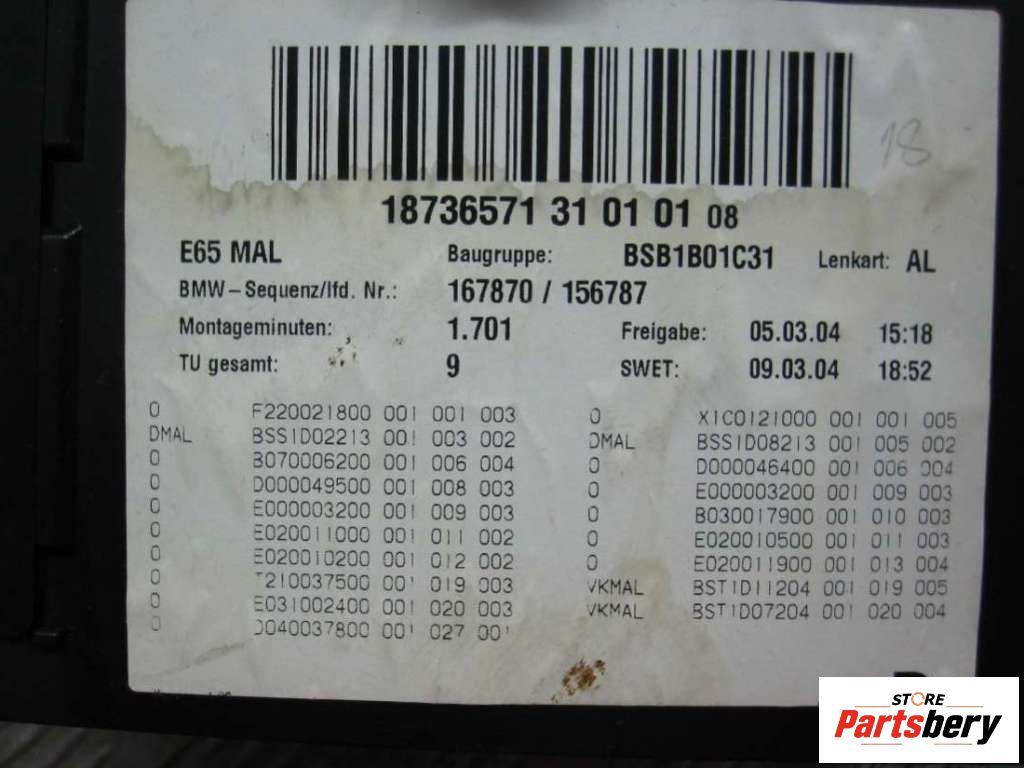 18
18736571 31 01 01 08
E65 MAL Baugruppe: BSB1B01C31 Lenkart: AL
BMW-Sequenz/lfd. Nr.: 167870 / 156787
Montageminuten: 1.701 Freigabe: 05.03.04 15:18
TU gesamt: 9 SWET: 09.03.04 18:52
0 F220021800 001 001 003 0 X1C0121000 001 001 005
DMAL BSS1D02213 001 003 002 DMAL BSS1D08213 001 005 002
0 B070006200 001 006 004 0 D000046400 001 006 004
0 D000049500 001 008 003 0 E000003200 001 009 003
0 E000003200 001 009 003 0 B030017900 001 010 003
0 E020011000 001 011 002 0 E020010500 001 011 003
0 E020010200 001 012 002 0 E020011900 001 013 004
0 T210037500 001 019 003 VKMAL BST1D11204 001 019 005
0 E031002400 001 020 003 VKMAL BST1D07204 001 020 004
0 D040037800 001 027 001
STORE
Partsbery